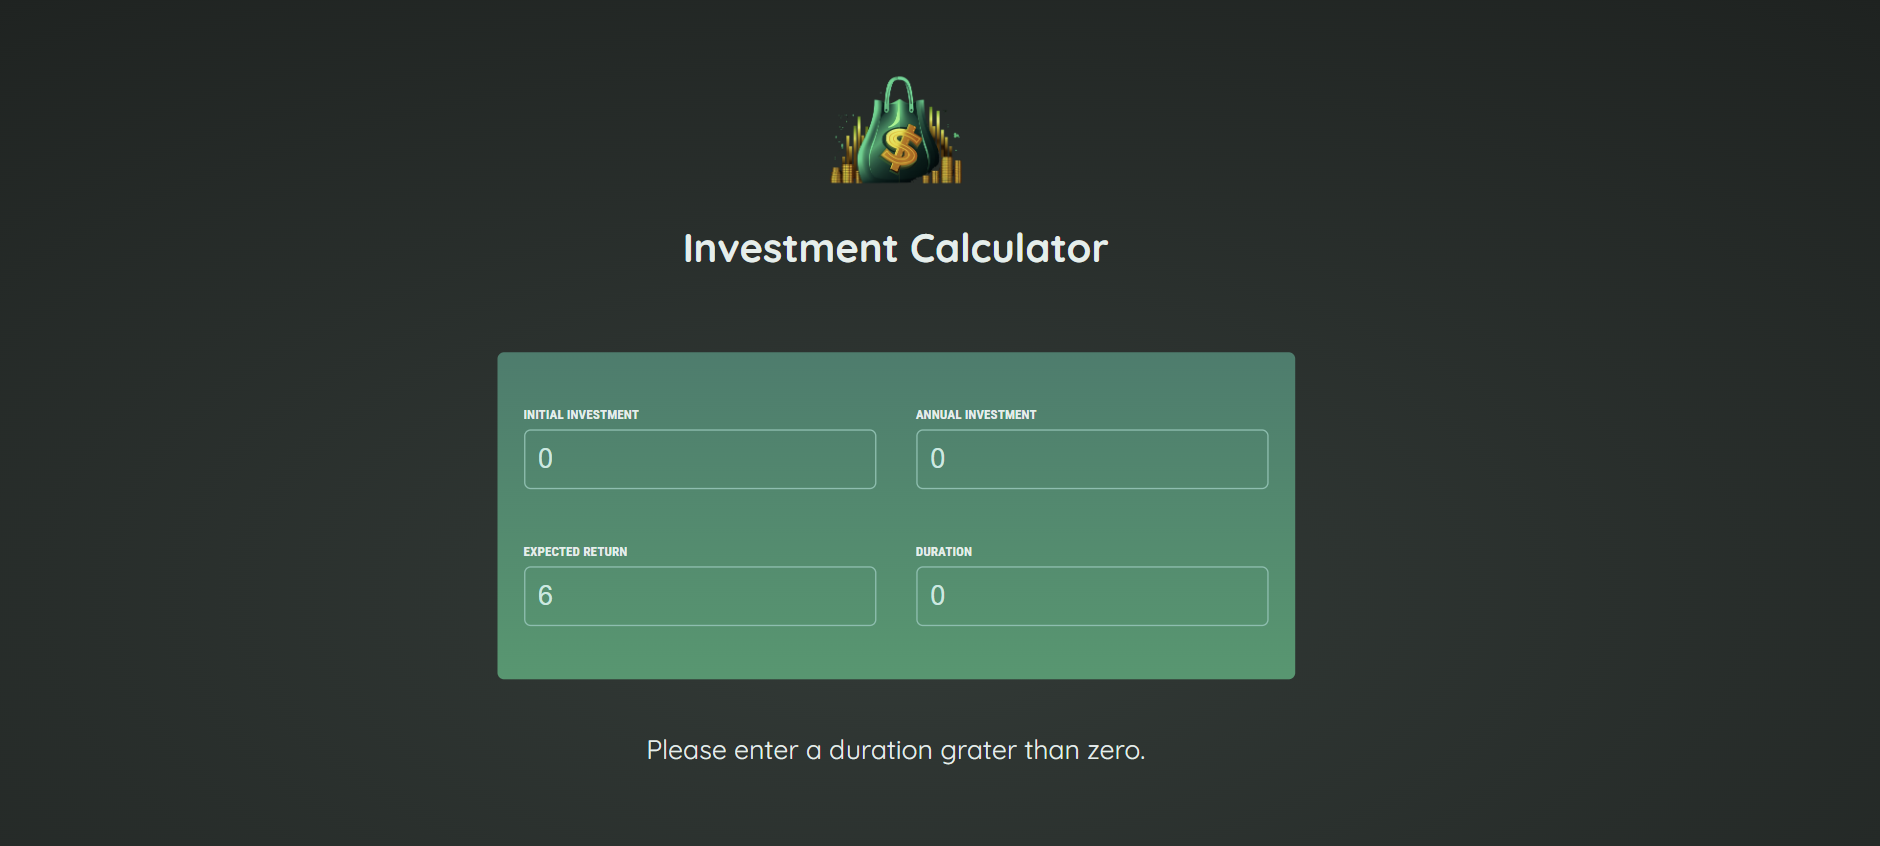 $
Investment Calculator
INITIAL INVESTMENT
ANNUAL INVESTMENT
0
0
EXPECTED RETURN
DURATION
6
0
Please enter a duration grater than zero.